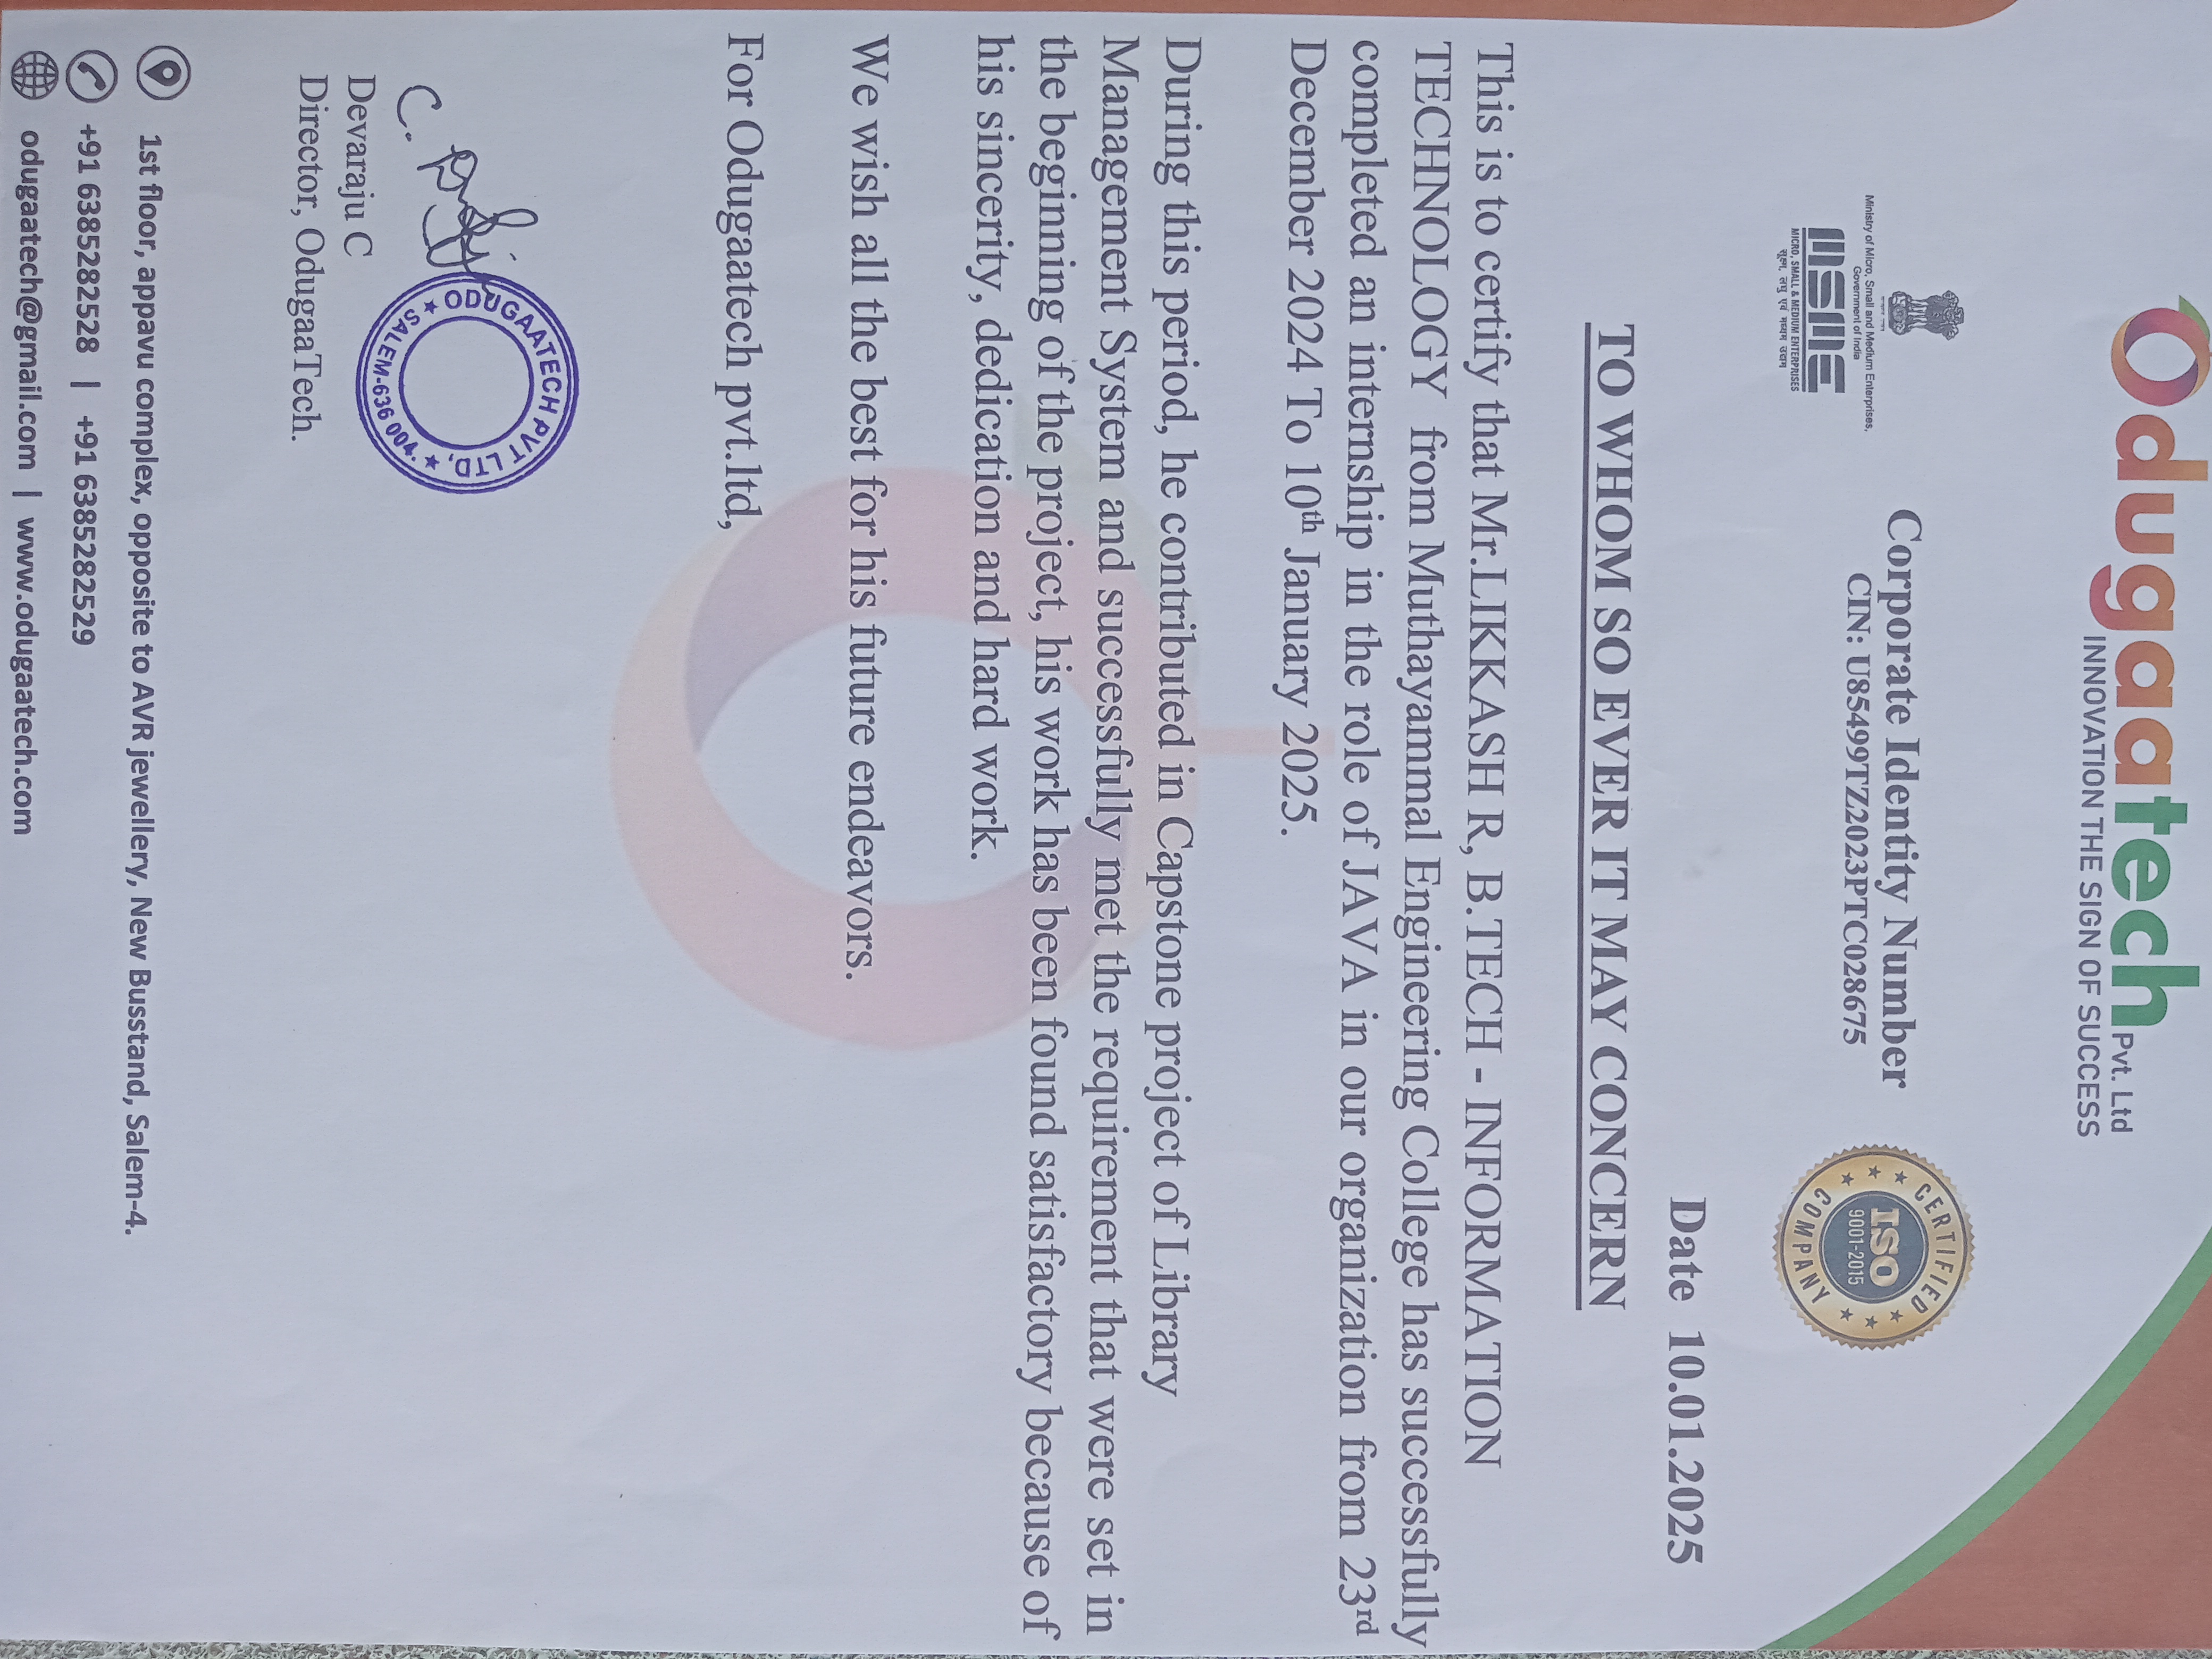 Odugaatech Pvt. Ltd
INNOVATION THE SIGN OF SUCCESS
Ministry of Micro, Small and Medium Enterprises,
Government of India
MSME
MICRO, SMALL & MEDIUM ENTERPRISES
सूक्ष्म, लघु एवं मध्यम उद्यम
Corporate Identity Number
CIN: U85499TZ2023PTC028675
CERTIFIED
ISO
9001-2015
COMPANY
Date 10.01.2025
TO WHOM SO EVER IT MAY CONCERN
This is to certify that Mr.LIKKASH R, B.TECH - INFORMATION
TECHNOLOGY from Muthayammal Engineering College has successfully
completed an internship in the role of JAVA in our organization from 23rd
December 2024 To 10th January 2025.
During this period, he contributed in Capstone project of Library
Management System and successfully met the requirement that were set in
the beginning of the project, his work has been found satisfactory because of
his sincerity, dedication and hard work.
We wish all the best for his future endeavors.
For Odugaatech pvt.ltd,
ODUGAATECH PVT LTD,
SALEM-636 004.
Devaraju C
Director, OdugaaTech.
1st floor, appavu complex, opposite to AVR jewellery, New Busstand, Salem-4.
+91 6385282528 | +91 6385282529
odugaatech@gmail.com | www.odugaatech.com